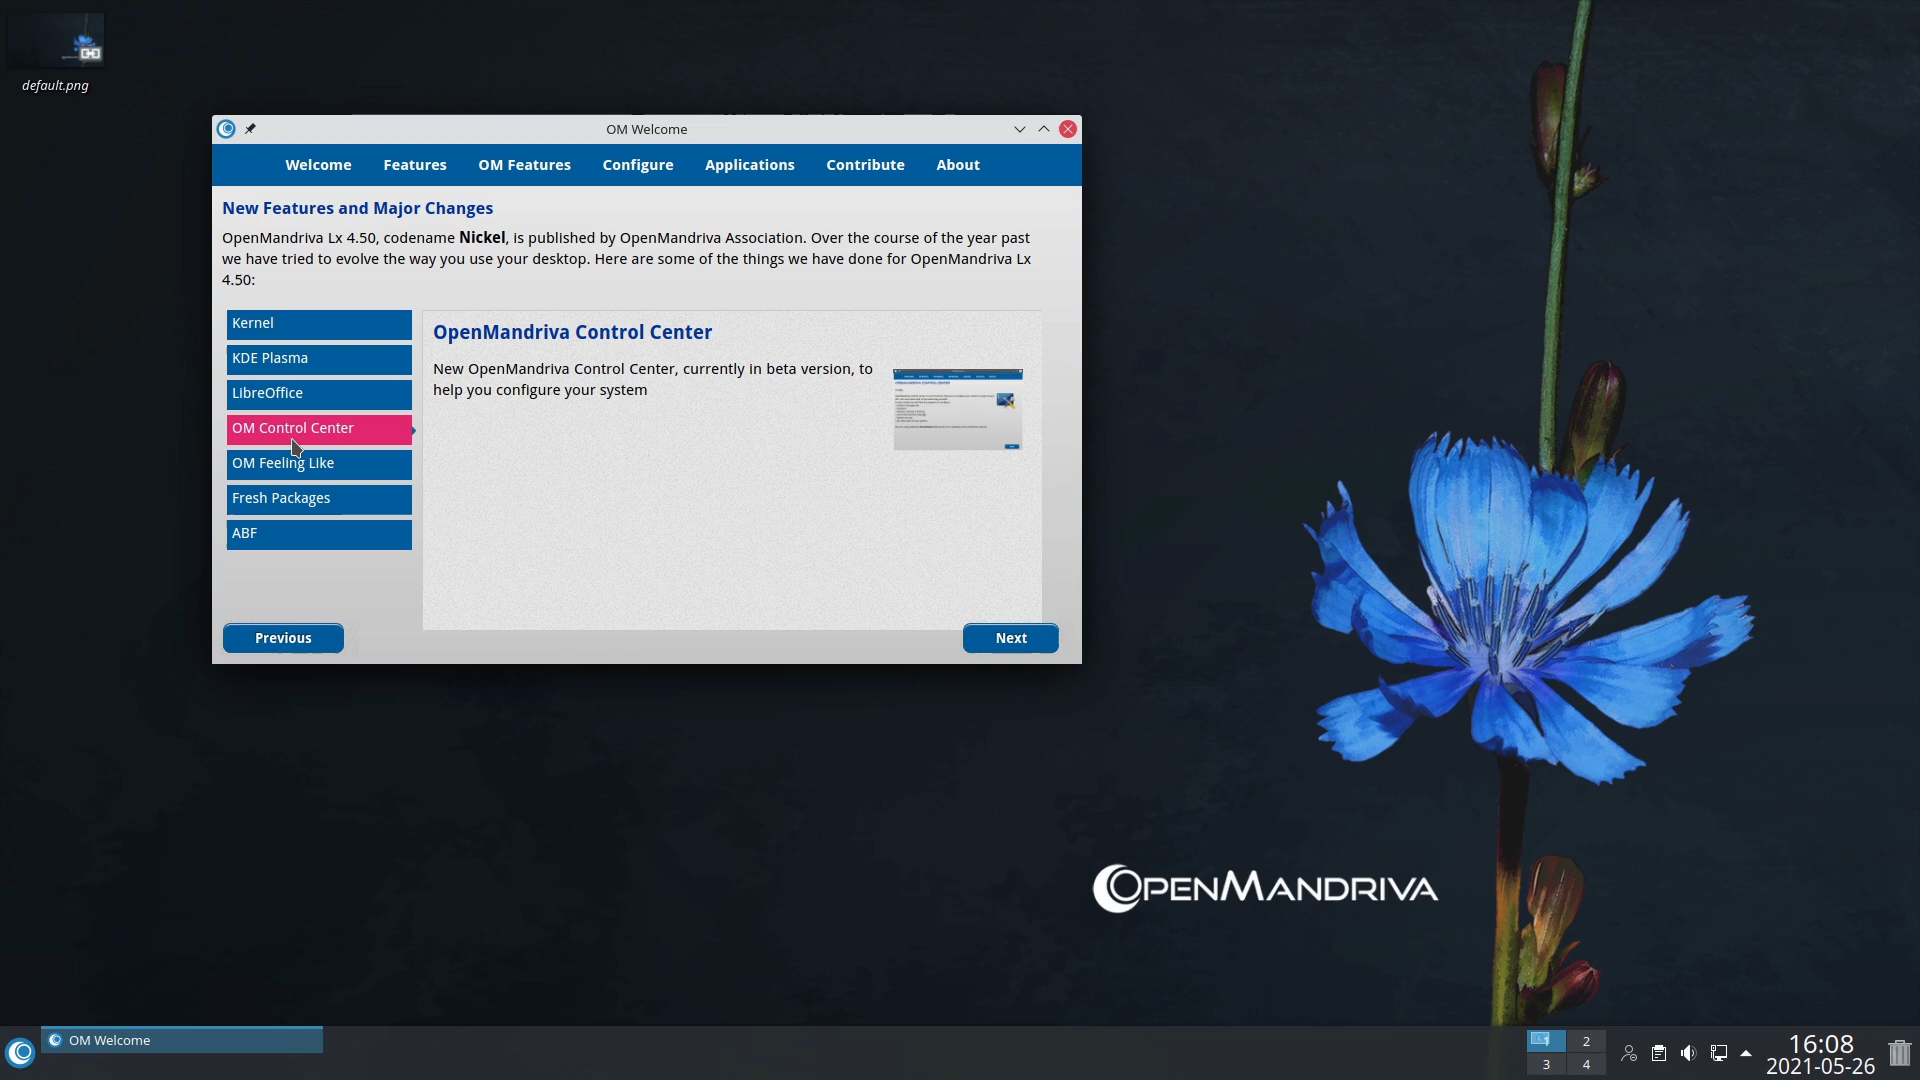 default.png
OM Welcome
Welcome Features OM Features Configure Applications Contribute About
New Features and Major Changes
OpenMandriva Lx 4.50, codename Nickel, is published by OpenMandriva Association. Over the course of the year past
we have tried to evolve the way you use your desktop. Here are some of the things we have done for OpenMandriva Lx
4.50:
Kernel
KDE Plasma
LibreOffice
OM Control Center
OM Feeling Like
Fresh Packages
ABF
OpenMandriva Control Center
New OpenMandriva Control Center, currently in beta version, to
help you configure your system
Previous
Next
OPENMANDRIVA
OM Welcome
1 2
3 4
16:08
2021-05-26